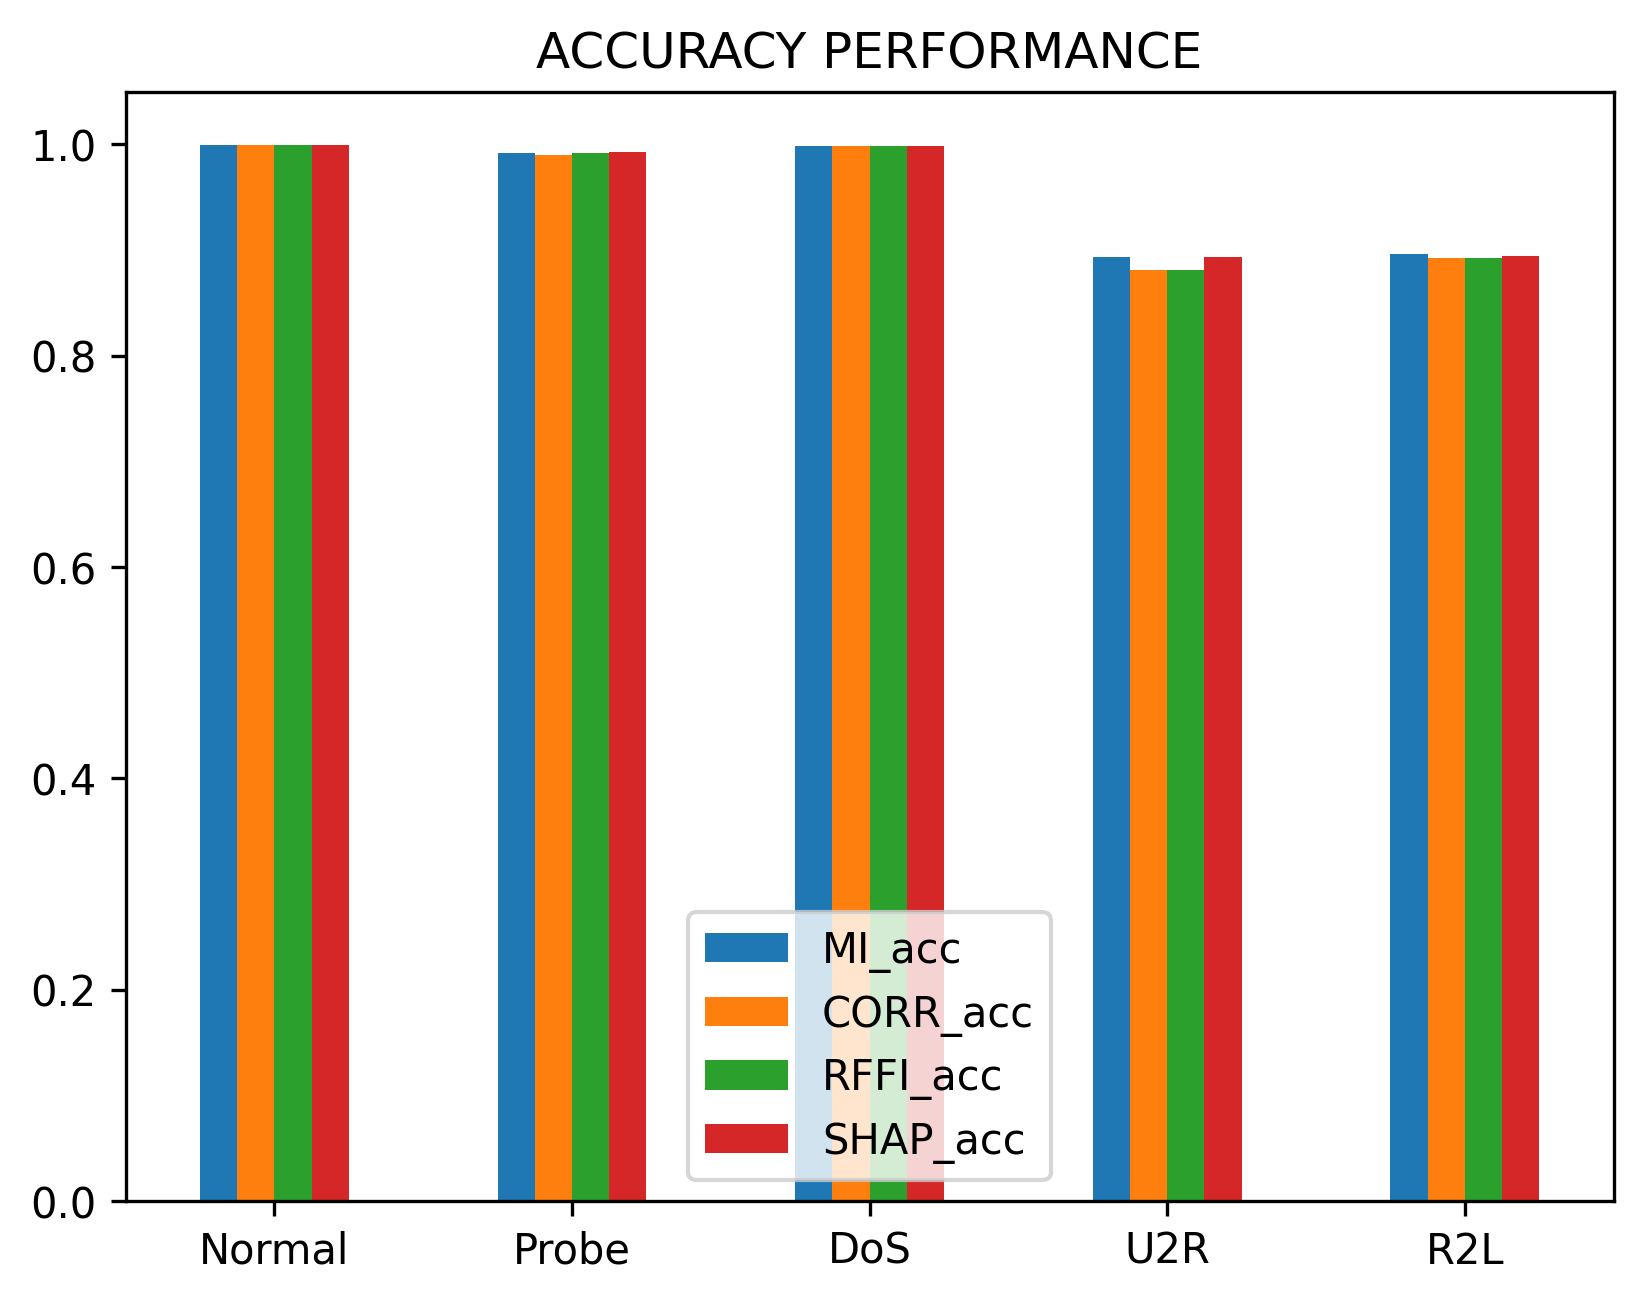 ACCURACY PERFORMANCE
1.0
0.8
0.6
0.4
0.2
0.0
MI_acc
CORR_acc
RFFI_acc
SHAP_acc
Normal Probe DoS U2R R2L